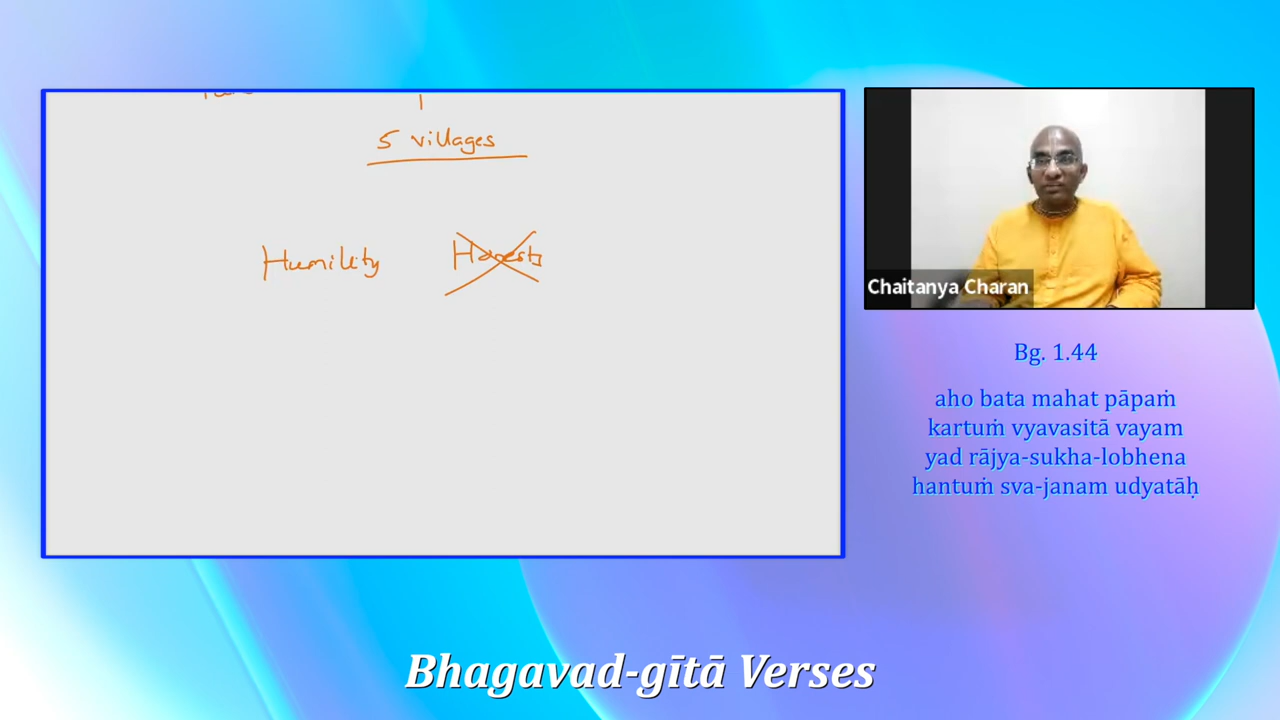 5 villages
Humility Honesty
Chaitanya Charan
Bg. 1.44
aho bata mahat pāpaṁ
kartuṁ vyavasitā vayam
yad rājya-sukha-lobhena
hantuṁ sva-janam udyatāḥ
Bhagavad-gītā Verses